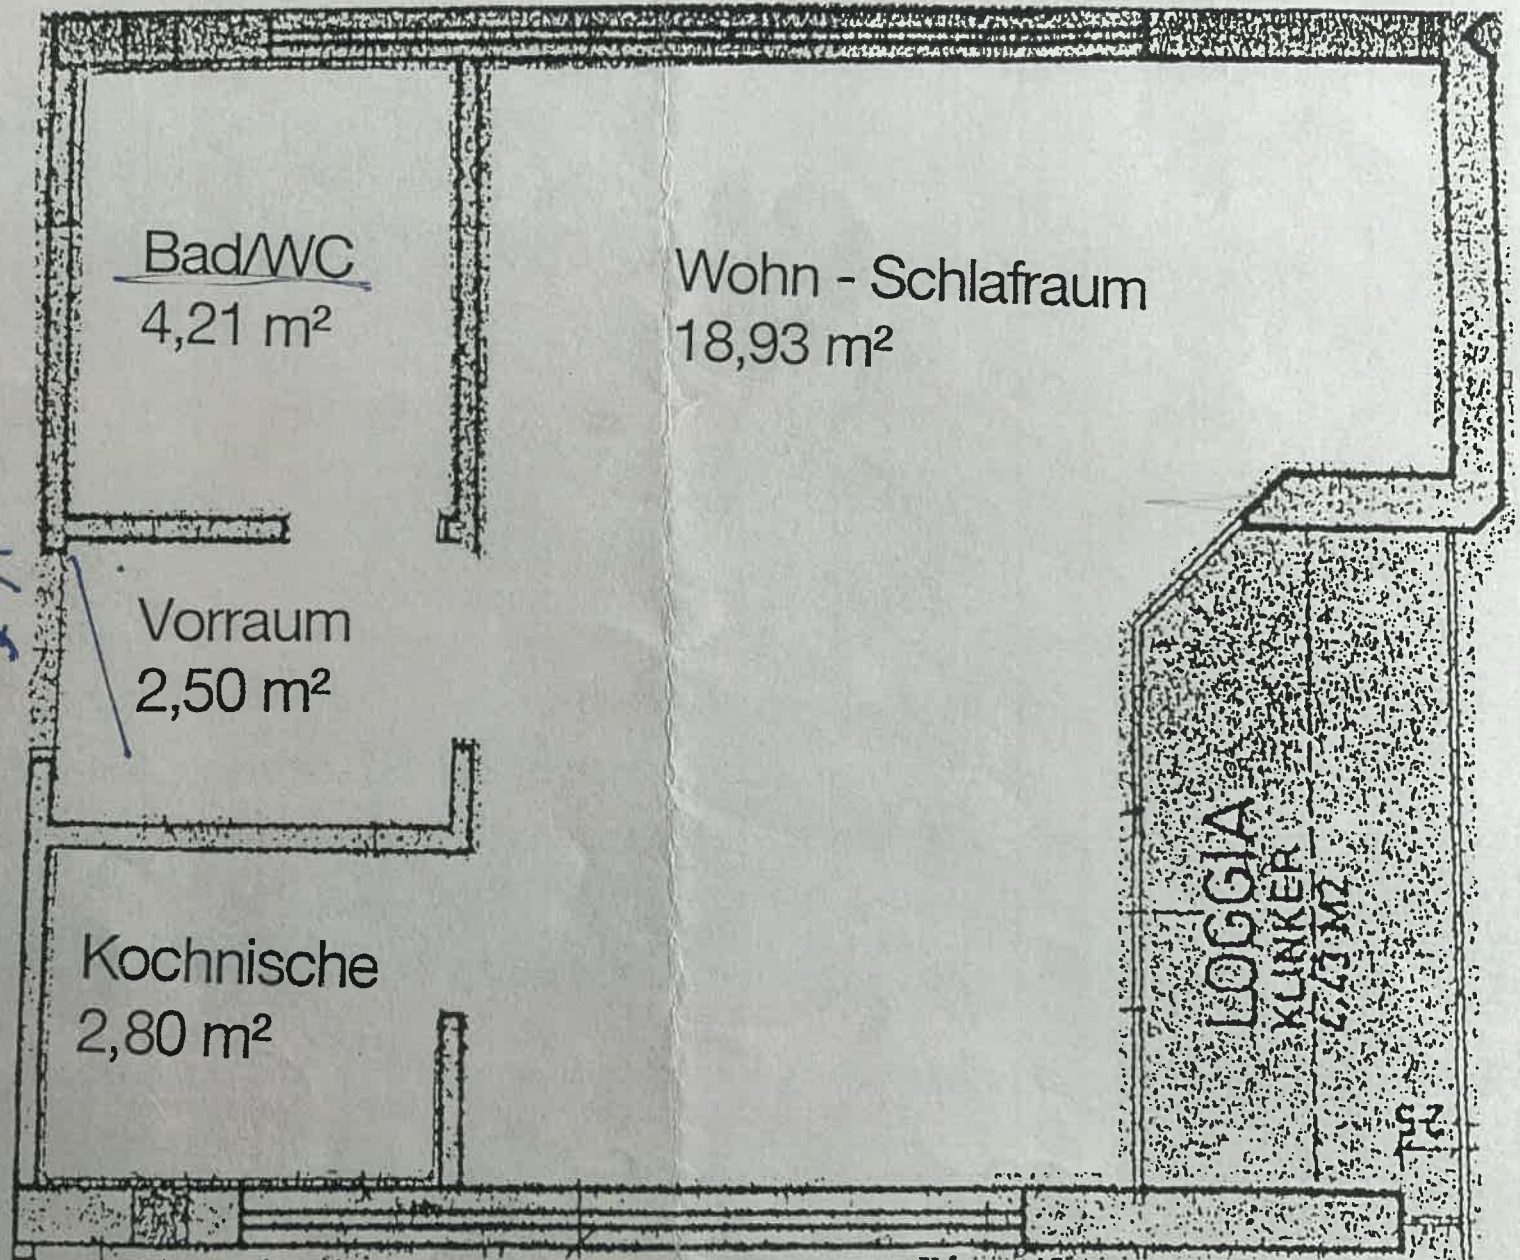 Bad/WC
4,21 m²
Wohn - Schlafraum
18,93 m²
Vorraum
2,50 m²
Kochnische
2,80 m²
LOGGIA
KLINKER
25